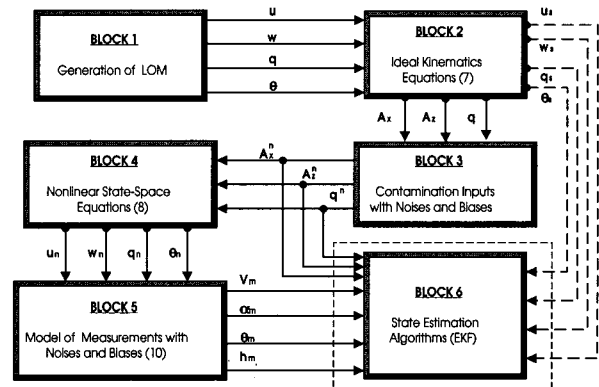 u
BLOCK 1
Generation of LOM
w
q
θ
BLOCK 2
Ideal Kinematics
Equations (7)
us
ws
qs
θs
Ax
Az
q
BLOCK 4
Nonlinear State-Space
Equations (8)
Axⁿ
Azⁿ
qⁿ
BLOCK 3
Contamination Inputs
with Noises and Biases
un
wn
qn
θn
BLOCK 5
Model of Measurements with
Noises and Biases (10)
Vm
αm
θm
hm
BLOCK 6
State Estimation
Algorithms (EKF)